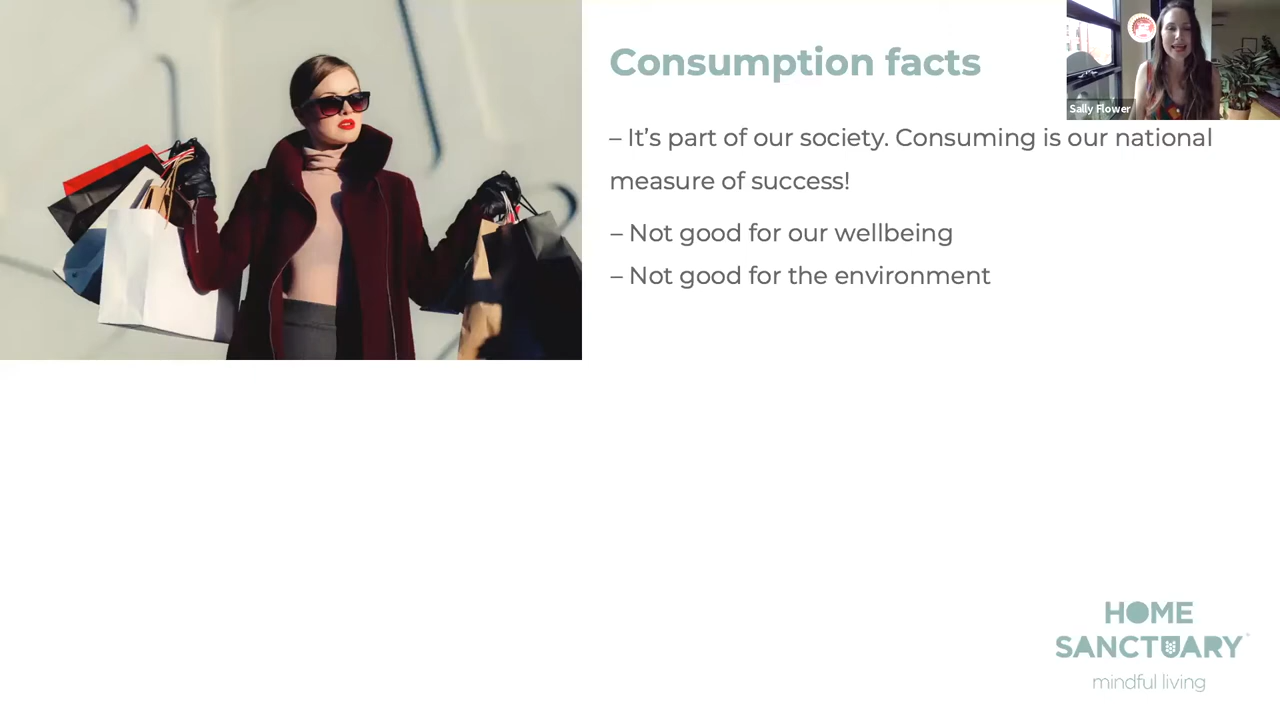 Consumption facts
Sally Flower
– It's part of our society. Consuming is our national
measure of success!
– Not good for our wellbeing
– Not good for the environment
HOME
SANCTUARY
mindful living